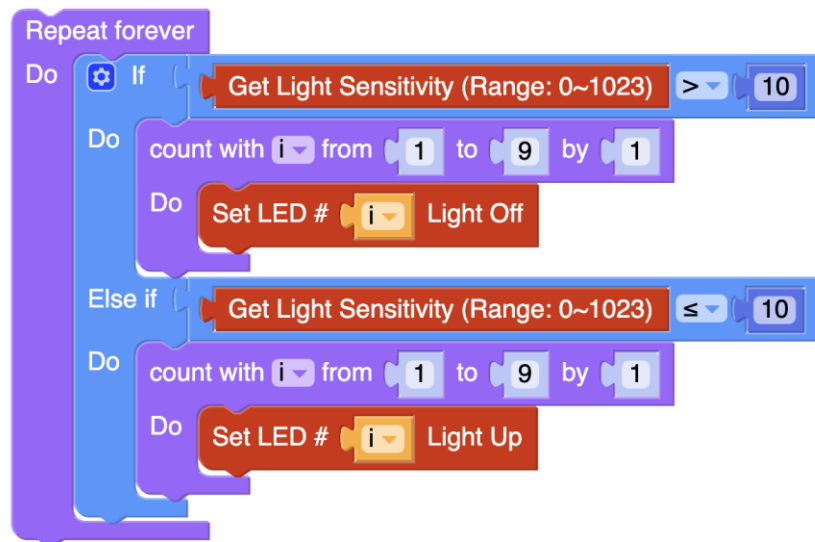 Repeat forever
Do If Get Light Sensitivity (Range: 0~1023) > 10
Do count with i from 1 to 9 by 1
Do Set LED # i Light Off
Else if Get Light Sensitivity (Range: 0~1023) ≤ 10
Do count with i from 1 to 9 by 1
Do Set LED # i Light Up